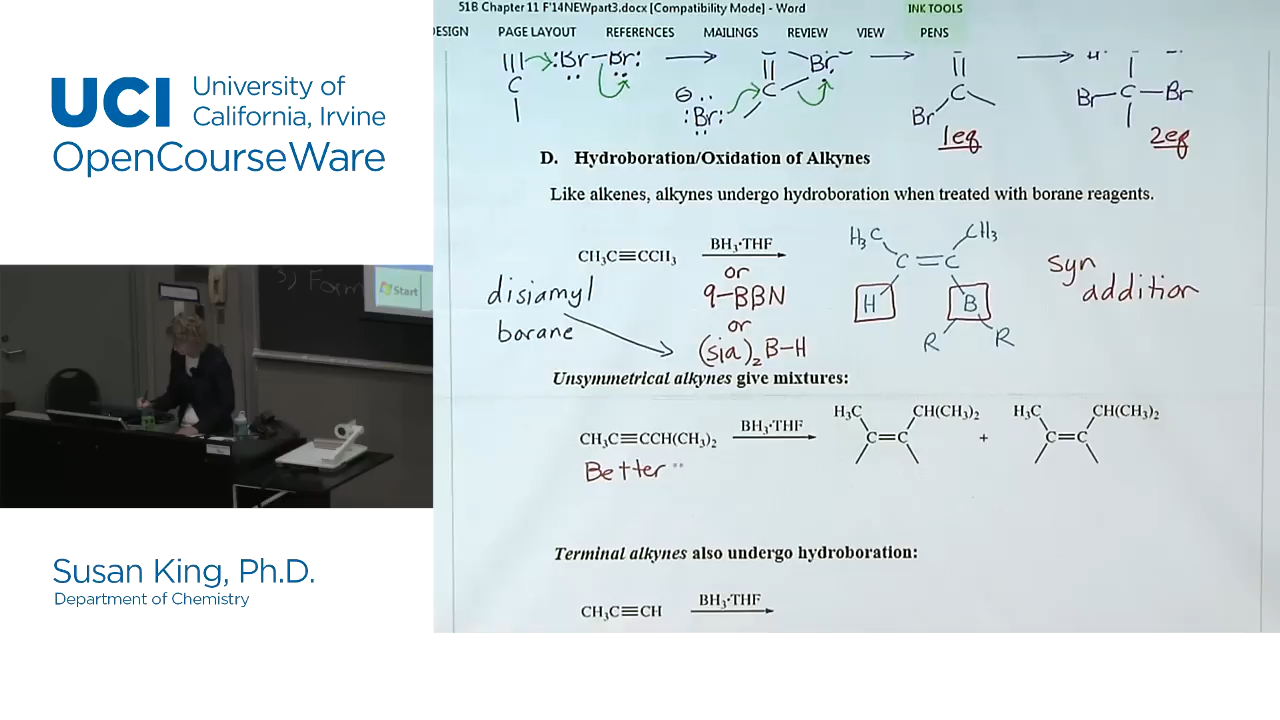 51B Chapter 11 F'14NEWpart3.docx [Compatibility Mode] - Word
INK TOOLS
ESIGN PAGE LAYOUT REFERENCES MAILINGS REVIEW VIEW PENS
UCI University of California, Irvine
OpenCourseWare
Br Br: Br
C C C Br C Br
:Br: Br
1eq 2eq
D. Hydroboration/Oxidation of Alkynes
Like alkenes, alkynes undergo hydroboration when treated with borane reagents.
CH₃C≡CCH₃ BH₃·THF
or
9-BBN
or
(sia)₂B-H
disiamyl
borane
H₃C CH₃
C=C
H B
R R
syn
addition
Start
Unsymmetrical alkynes give mixtures:
H₃C CH(CH₃)₂ H₃C CH(CH₃)₂
CH₃C≡CCH(CH₃)₂ BH₃·THF C=C + C=C
Better
Terminal alkynes also undergo hydroboration:
CH₃C≡CH BH₃·THF
Susan King, Ph.D.
Department of Chemistry